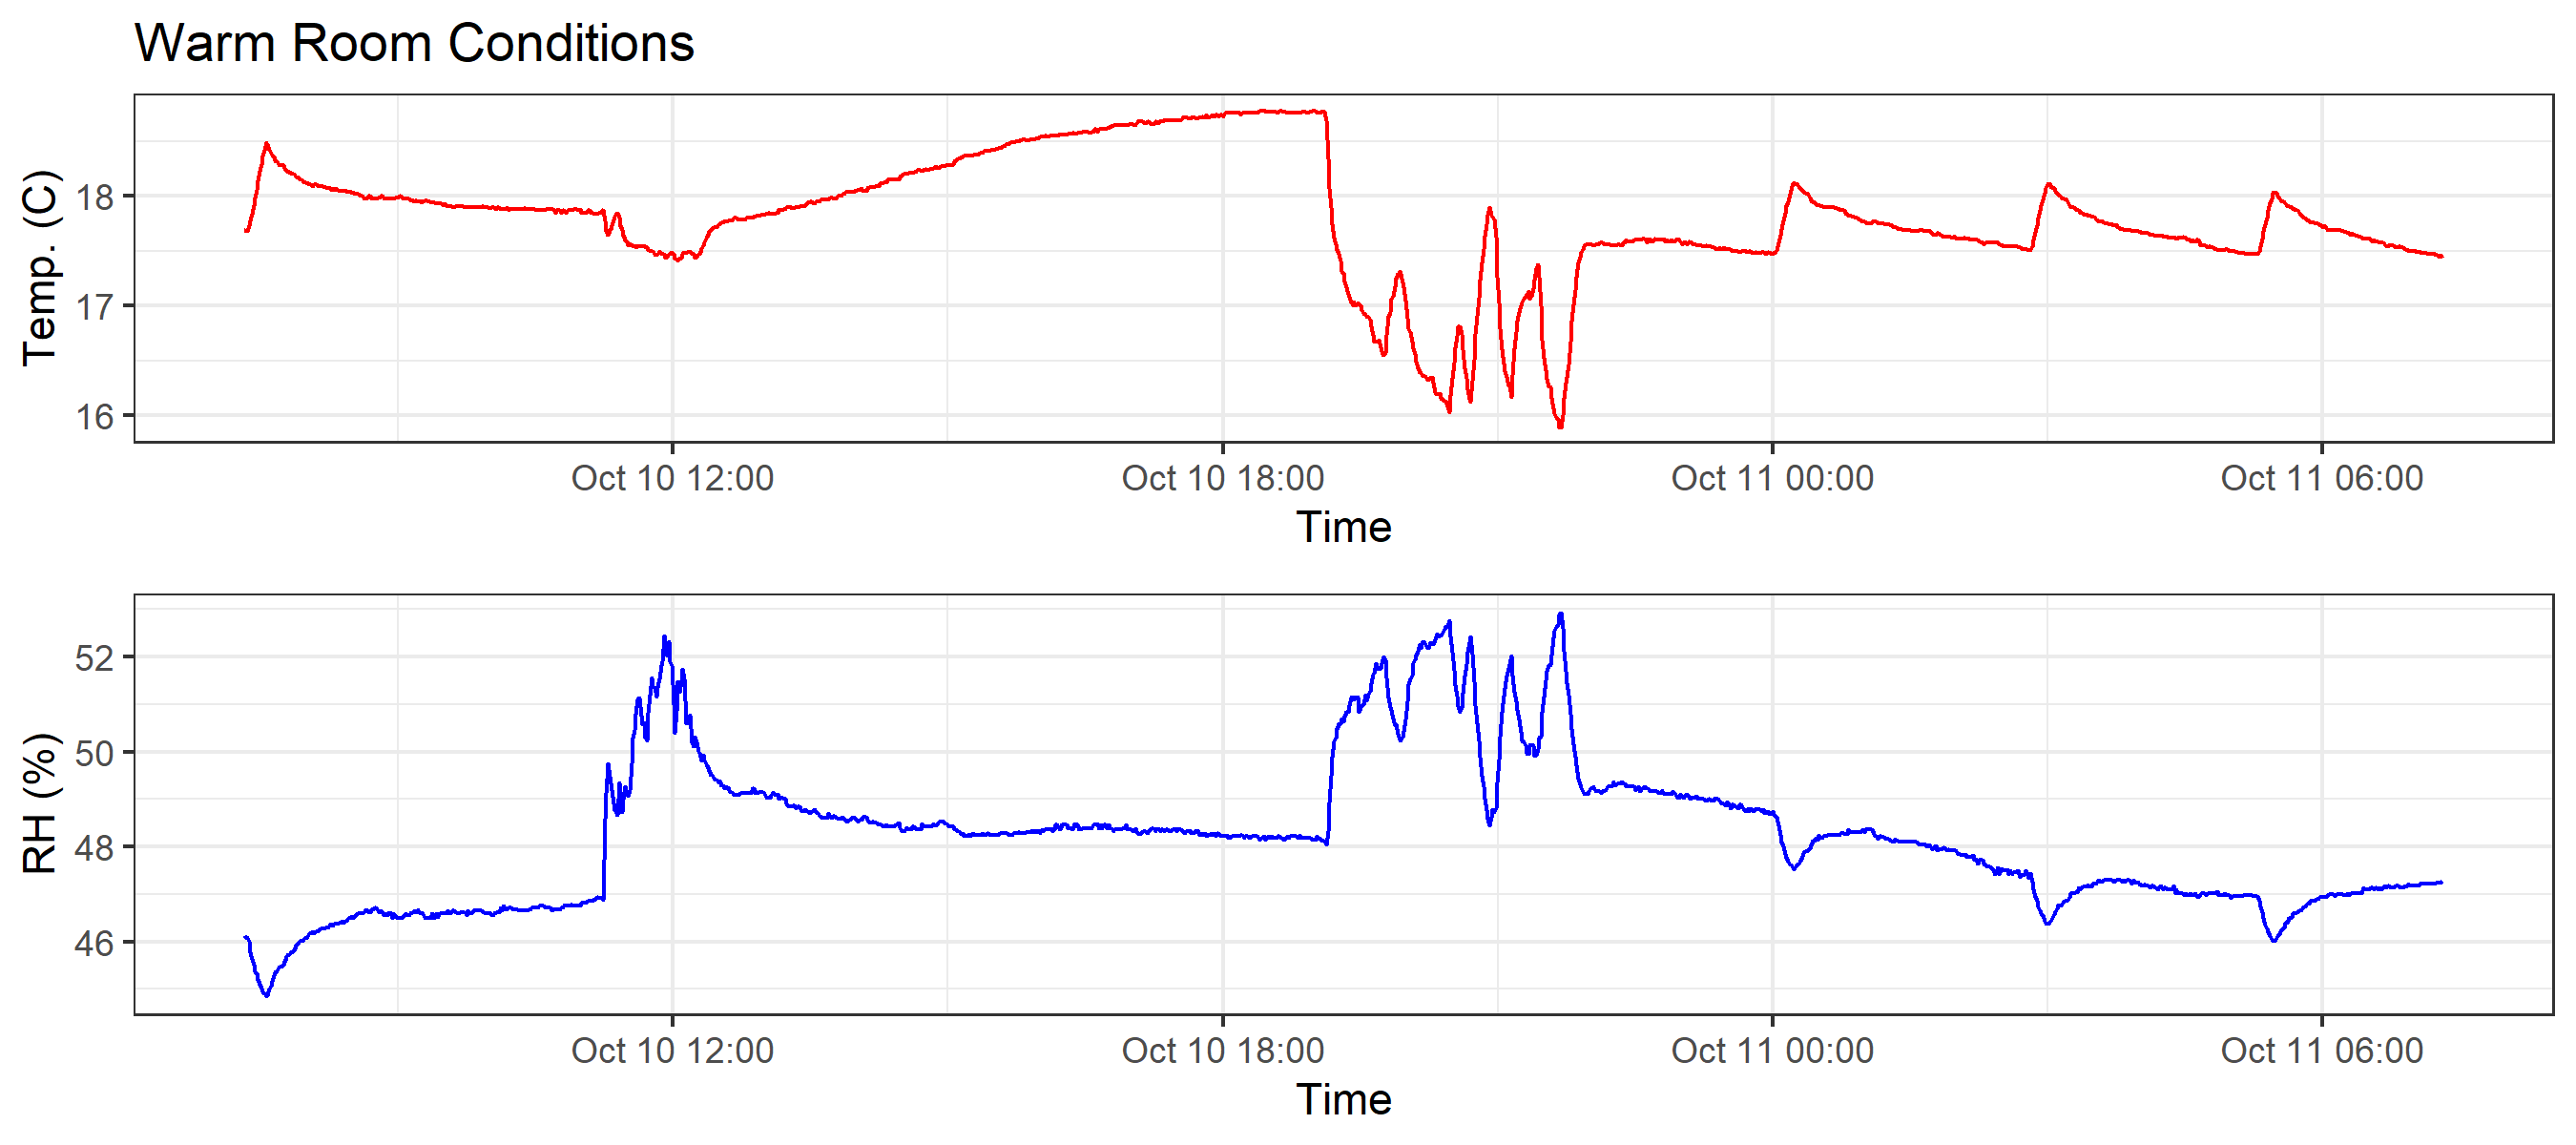 Warm Room Conditions
Temp. (C)
18
17
16
Oct 10 12:00
Oct 10 18:00
Oct 11 00:00
Oct 11 06:00
Time
RH (%)
52
50
48
46
Oct 10 12:00
Oct 10 18:00
Oct 11 00:00
Oct 11 06:00
Time